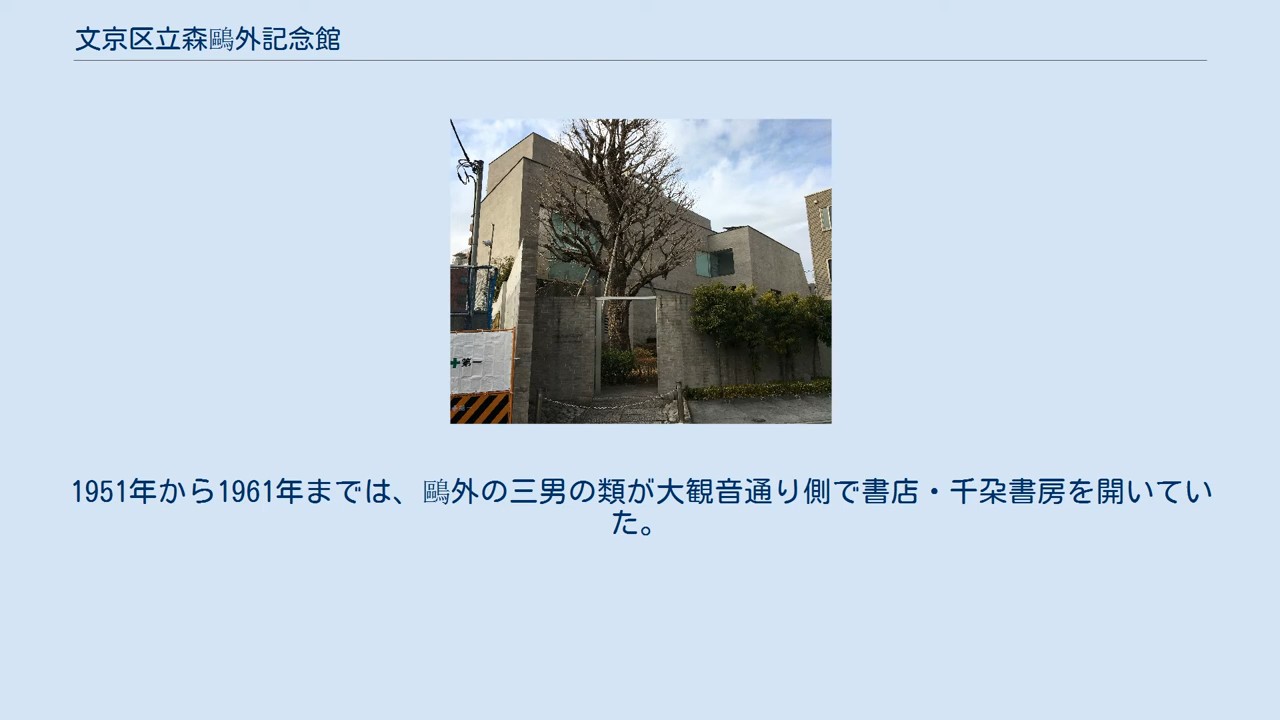 文京区立森鷗外記念館
第一
1951年から1961年までは、鷗外の三男の類が大観音通り側で書店・千朶書房を開いてい
た。